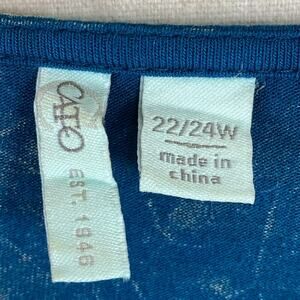 CATO
EST. 1946
22/24W
made in
china